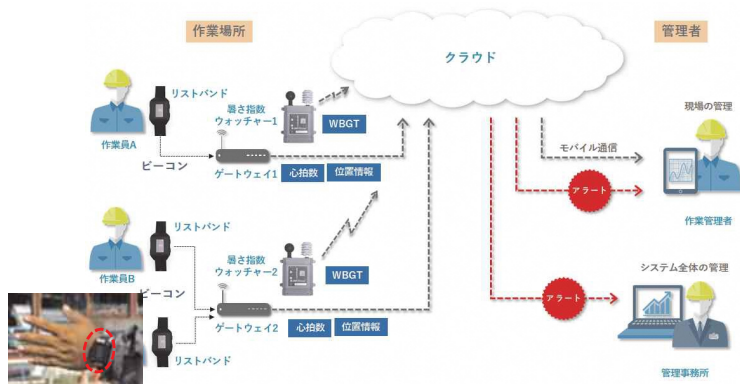 作業場所
管理者
クラウド
リストバンド
暑さ指数
ウォッチャー1
WBGT
作業員A
ビーコン
ゲートウェイ1
心拍数
位置情報
現場の管理
モバイル通信
アラート
作業管理者
リストバンド
暑さ指数
ウォッチャー2
WBGT
作業員B
ビーコン
ゲートウェイ2
心拍数
位置情報
リストバンド
システム全体の管理
アラート
管理事務所